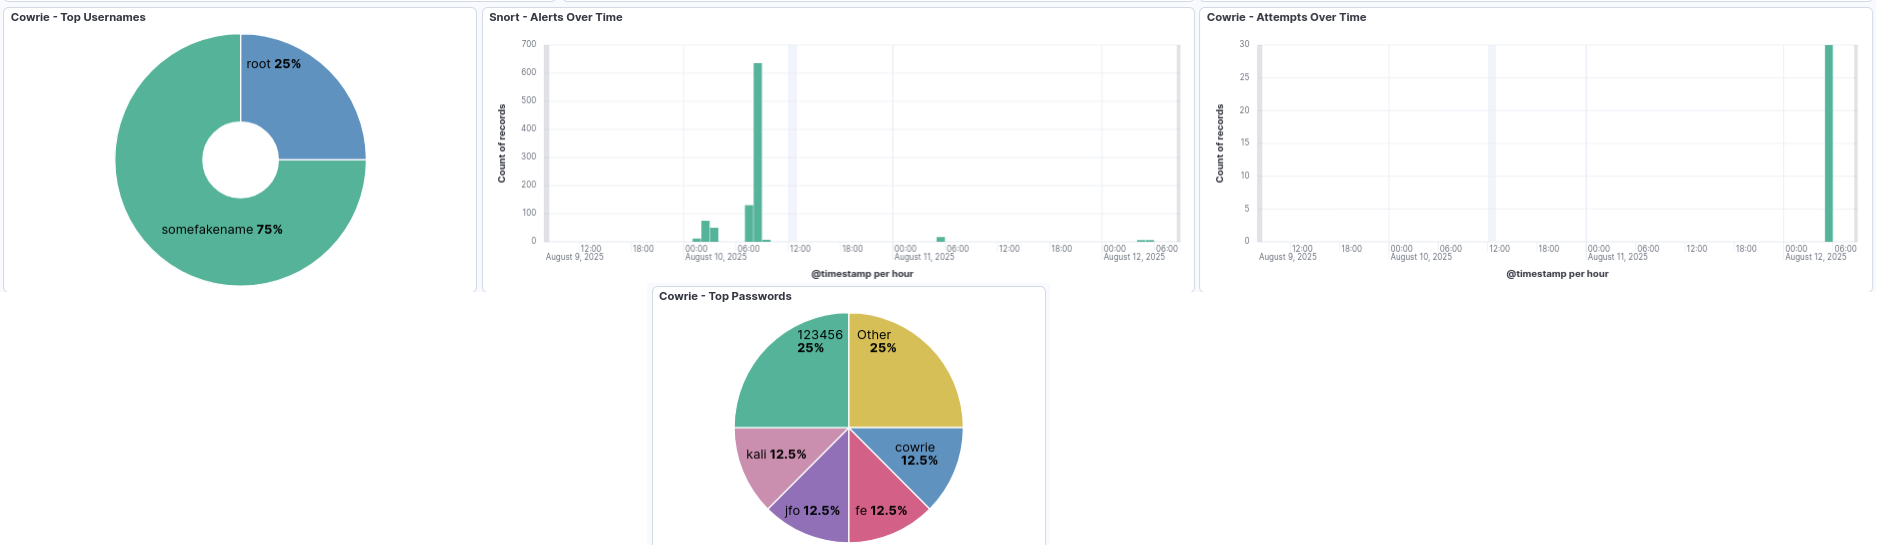 Cowrie - Top Usernames
root 25%
somefakename 75%
Snort - Alerts Over Time
Count of records
700
600
500
400
300
200
100
0
12:00
18:00
00:00
06:00
12:00
18:00
00:00
06:00
12:00
18:00
00:00
06:00
August 9, 2025
August 10, 2025
August 11, 2025
August 12, 2025
@timestamp per hour
Cowrie - Attempts Over Time
Count of records
30
25
20
15
10
5
0
12:00
18:00
00:00
06:00
12:00
18:00
00:00
06:00
12:00
18:00
00:00
06:00
August 9, 2025
August 10, 2025
August 11, 2025
August 12, 2025
@timestamp per hour
Cowrie - Top Passwords
123456
25%
Other
25%
kali 12.5%
cowrie
12.5%
jfo 12.5%
fe 12.5%